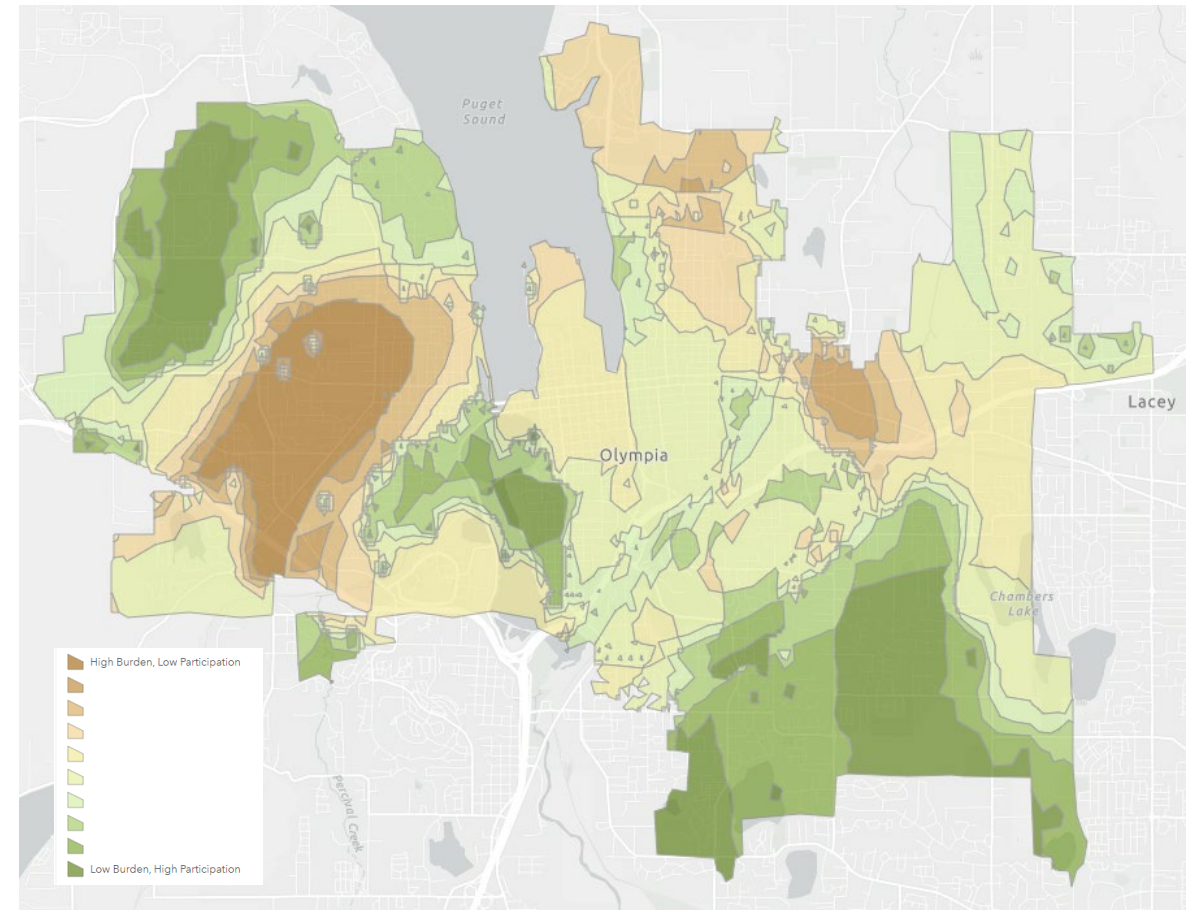 Puget
Sound
Lacey
Olympia
Chambers
Lake
High Burden, Low Participation
Low Burden, High Participation
Percival Creek